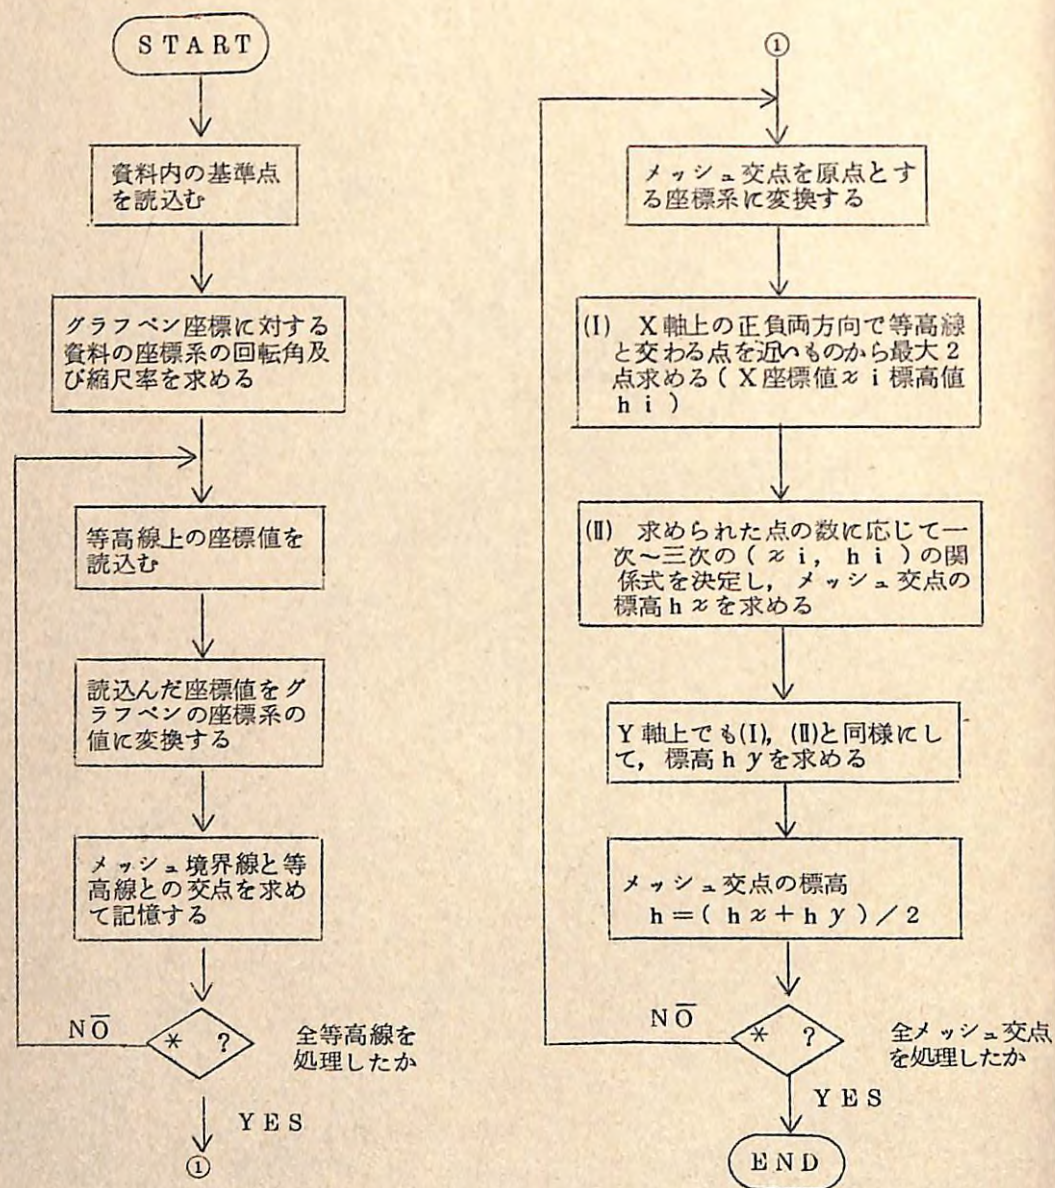 START
資料内の基準点
を読込む
グラフペン座標に対する
資料の座標系の回転角及
び縮尺率を求める
等高線上の座標値を
読込む
読込んだ座標値をグ
ラフペンの座標系の
値に変換する
メッシュ境界線と等
高線との交点を求め
て記憶する
* ?
全等高線を
処理したか
NO
YES
①
①
メッシュ交点を原点とす
る座標系に変換する
(I) X軸上の正負両方向で等高線
と交わる点を近いものから最大2
点求める(X座標値xi標高値
hi)
(II) 求められた点の数に応じて一
次~三次の(xi, hi)の関
係式を決定し,メッシュ交点の
標高hxを求める
Y軸上でも(I),(II)と同様にし
て,標高hyを求める
メッシュ交点の標高
h=(hx+hy)/2
* ?
全メッシュ交点
を処理したか
NO
YES
END